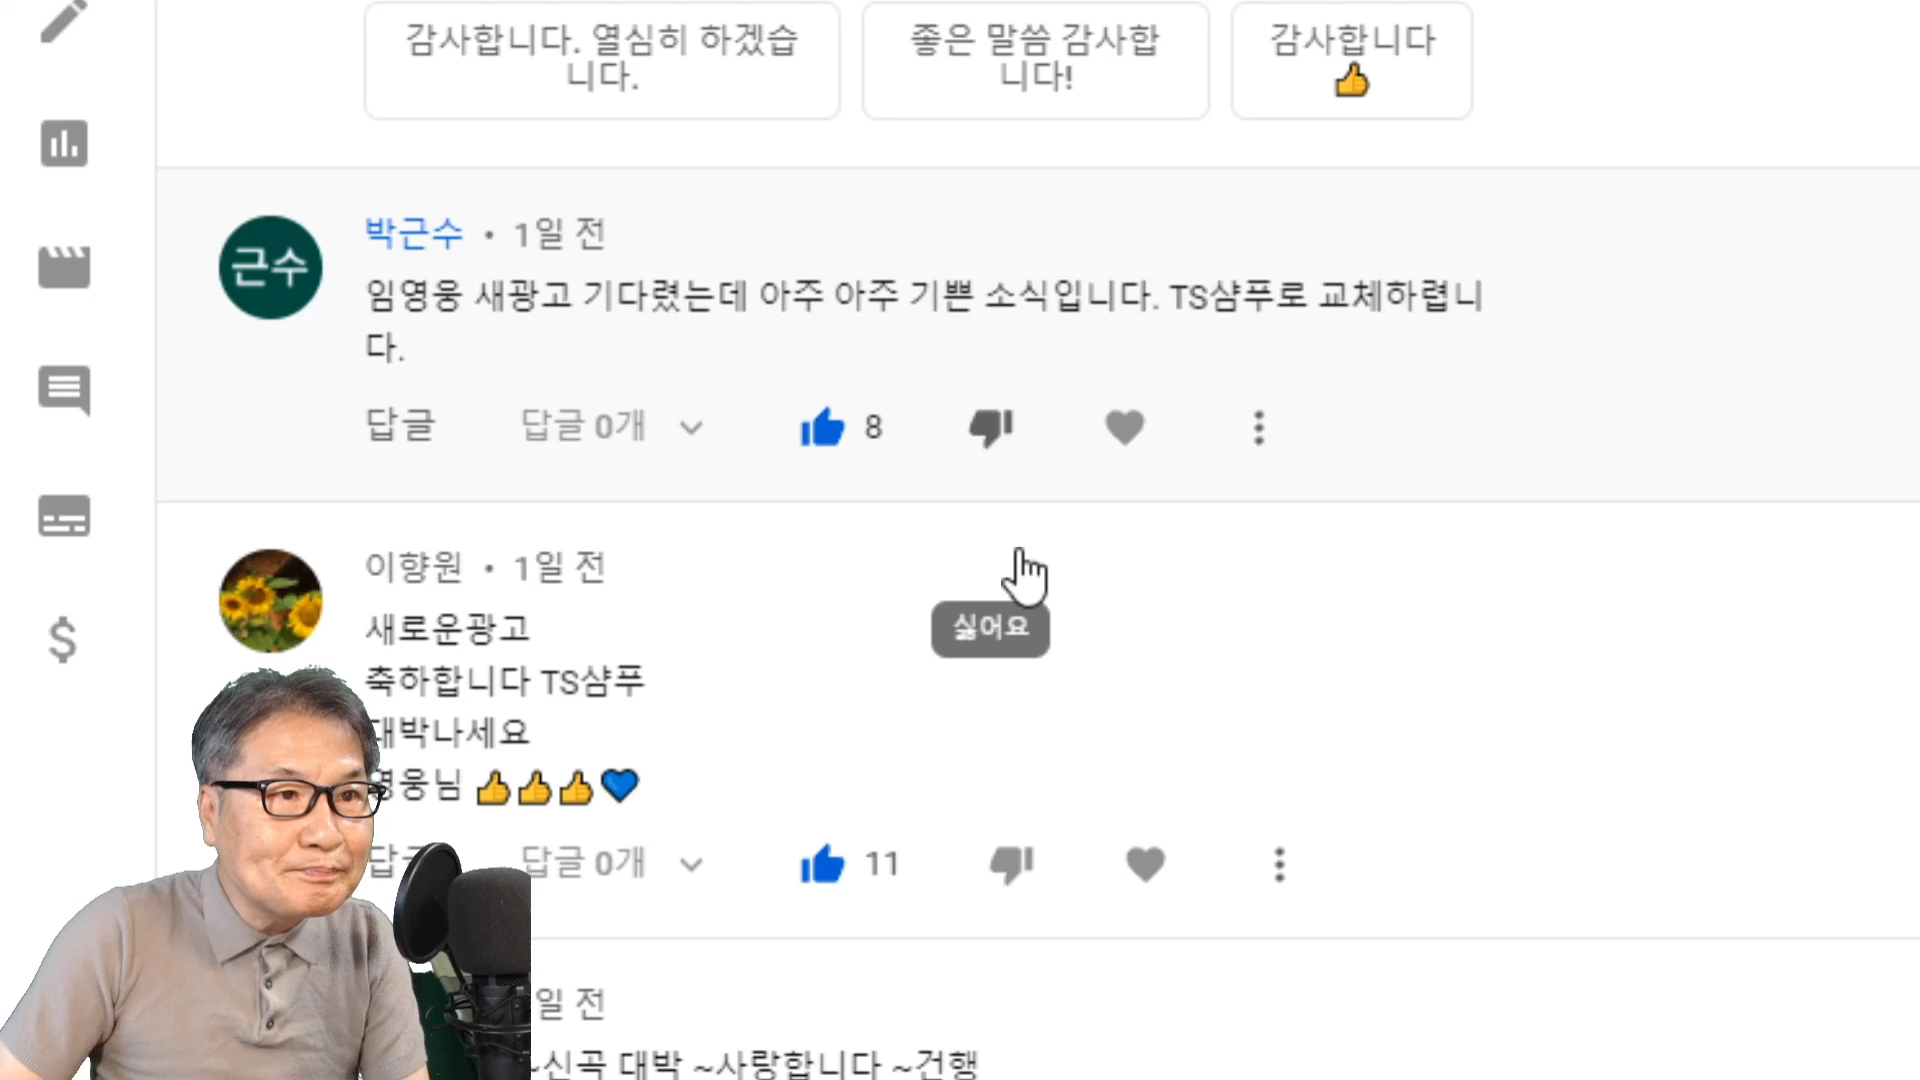 감사합니다. 열심히 하겠습
니다.
좋은 말씀 감사합
니다!
감사합니다
👍
근수
박근수 • 1일 전
임영웅 새광고 기다렸는데 아주 아주 기쁜 소식입니다. TS샴푸로 교체하렵니
다.
답글 답글 0개 8
이향원 • 1일 전
싫어요
새로운광고
축하합니다 TS샴푸
대박나세요
영웅님 👍👍👍💙
답글 답글 0개 11
일 전
~신곡 대박 ~사랑합니다 ~건행